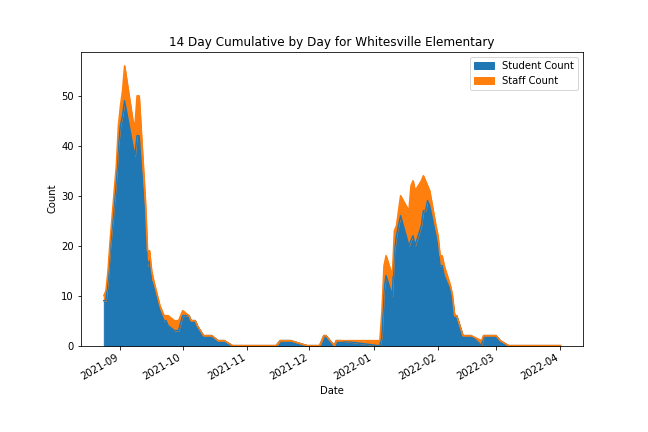 14 Day Cumulative by Day for Whitesville Elementary
Student Count
Staff Count
Count
50
40
30
20
10
0
2021-09
2021-10
2021-11
2021-12
2022-01
2022-02
2022-03
2022-04
Date